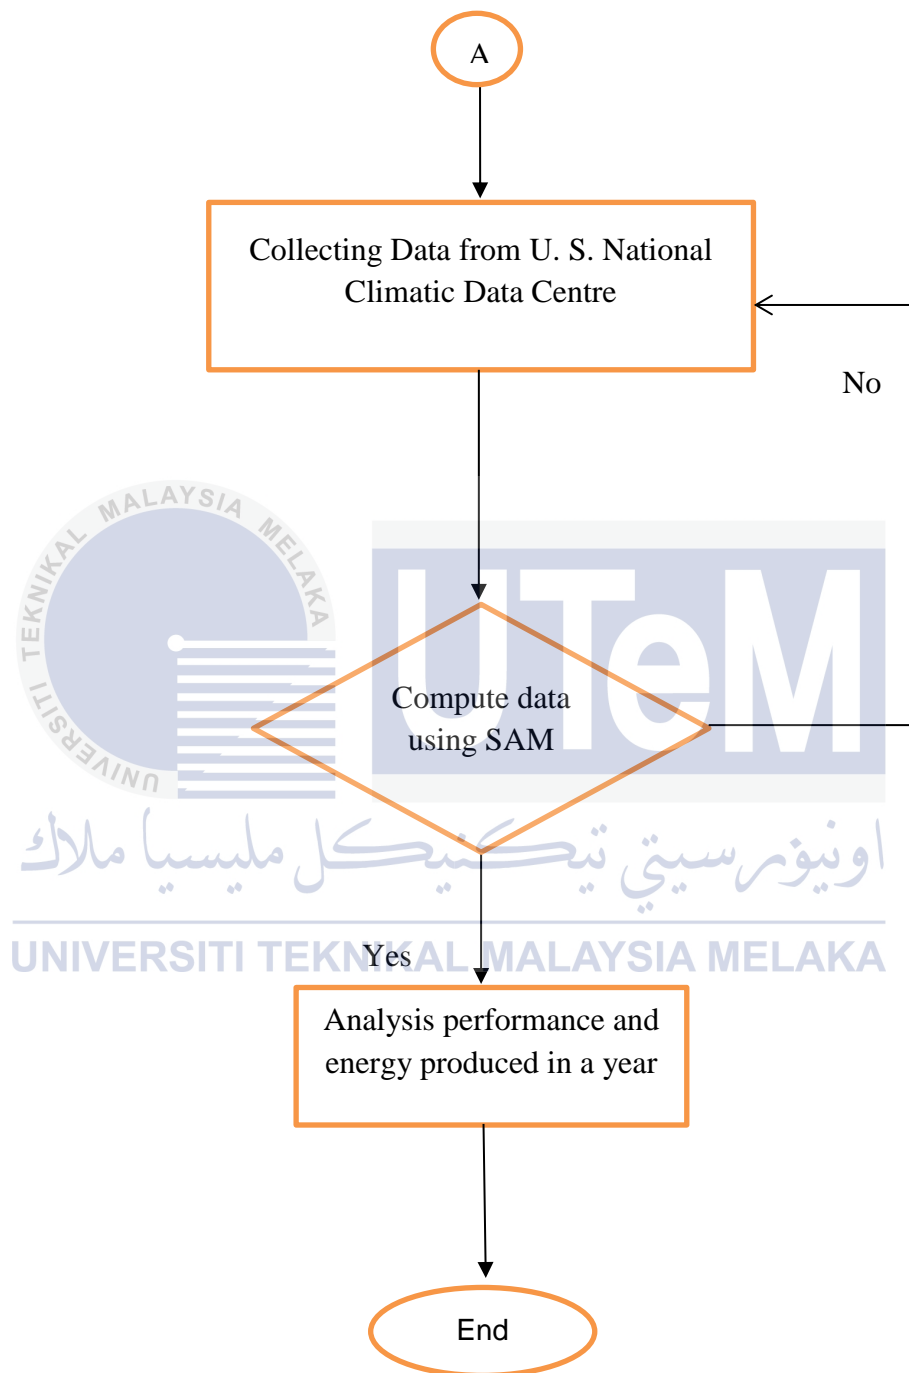 A
Collecting Data from U. S. National
Climatic Data Centre
No
UNIVERSITI TEKNIKAL MALAYSIA MELAKA
UTeM
Compute data
using SAM
اونيۏرسيتي تيكنيكل مليسيا ملاك
UNIVERSITI TEKNIKAL MALAYSIA MELAKA
Yes
Analysis performance and
energy produced in a year
End